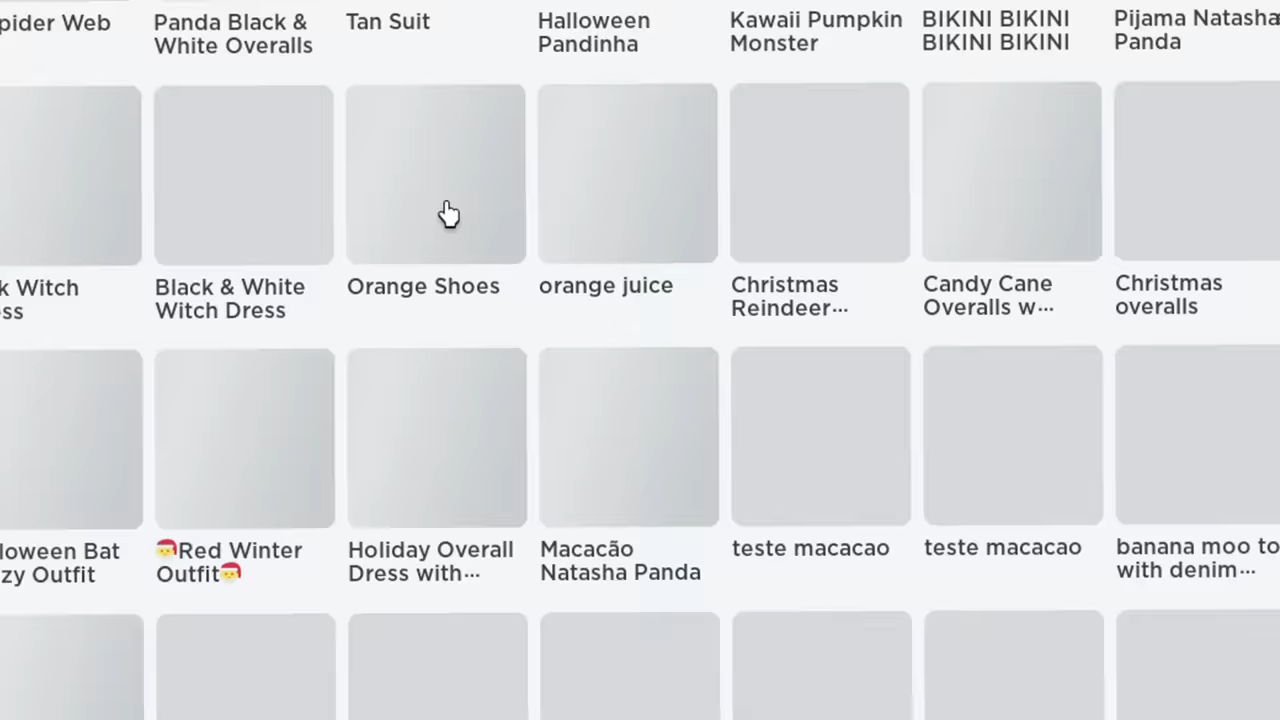 pider Web
Panda Black &
White Overalls
Tan Suit
Halloween
Pandinha
Kawaii Pumpkin
Monster
BIKINI BIKINI
BIKINI BIKINI
Pijama Natasha
Panda
k Witch
ss
Black & White
Witch Dress
Orange Shoes
orange juice
Christmas
Reindeer...
Candy Cane
Overalls w...
Christmas
overalls
loween Bat
zy Outfit
🎅Red Winter
Outfit🎅
Holiday Overall
Dress with...
Macacão
Natasha Panda
teste macacao
teste macacao
banana moo to
with denim...